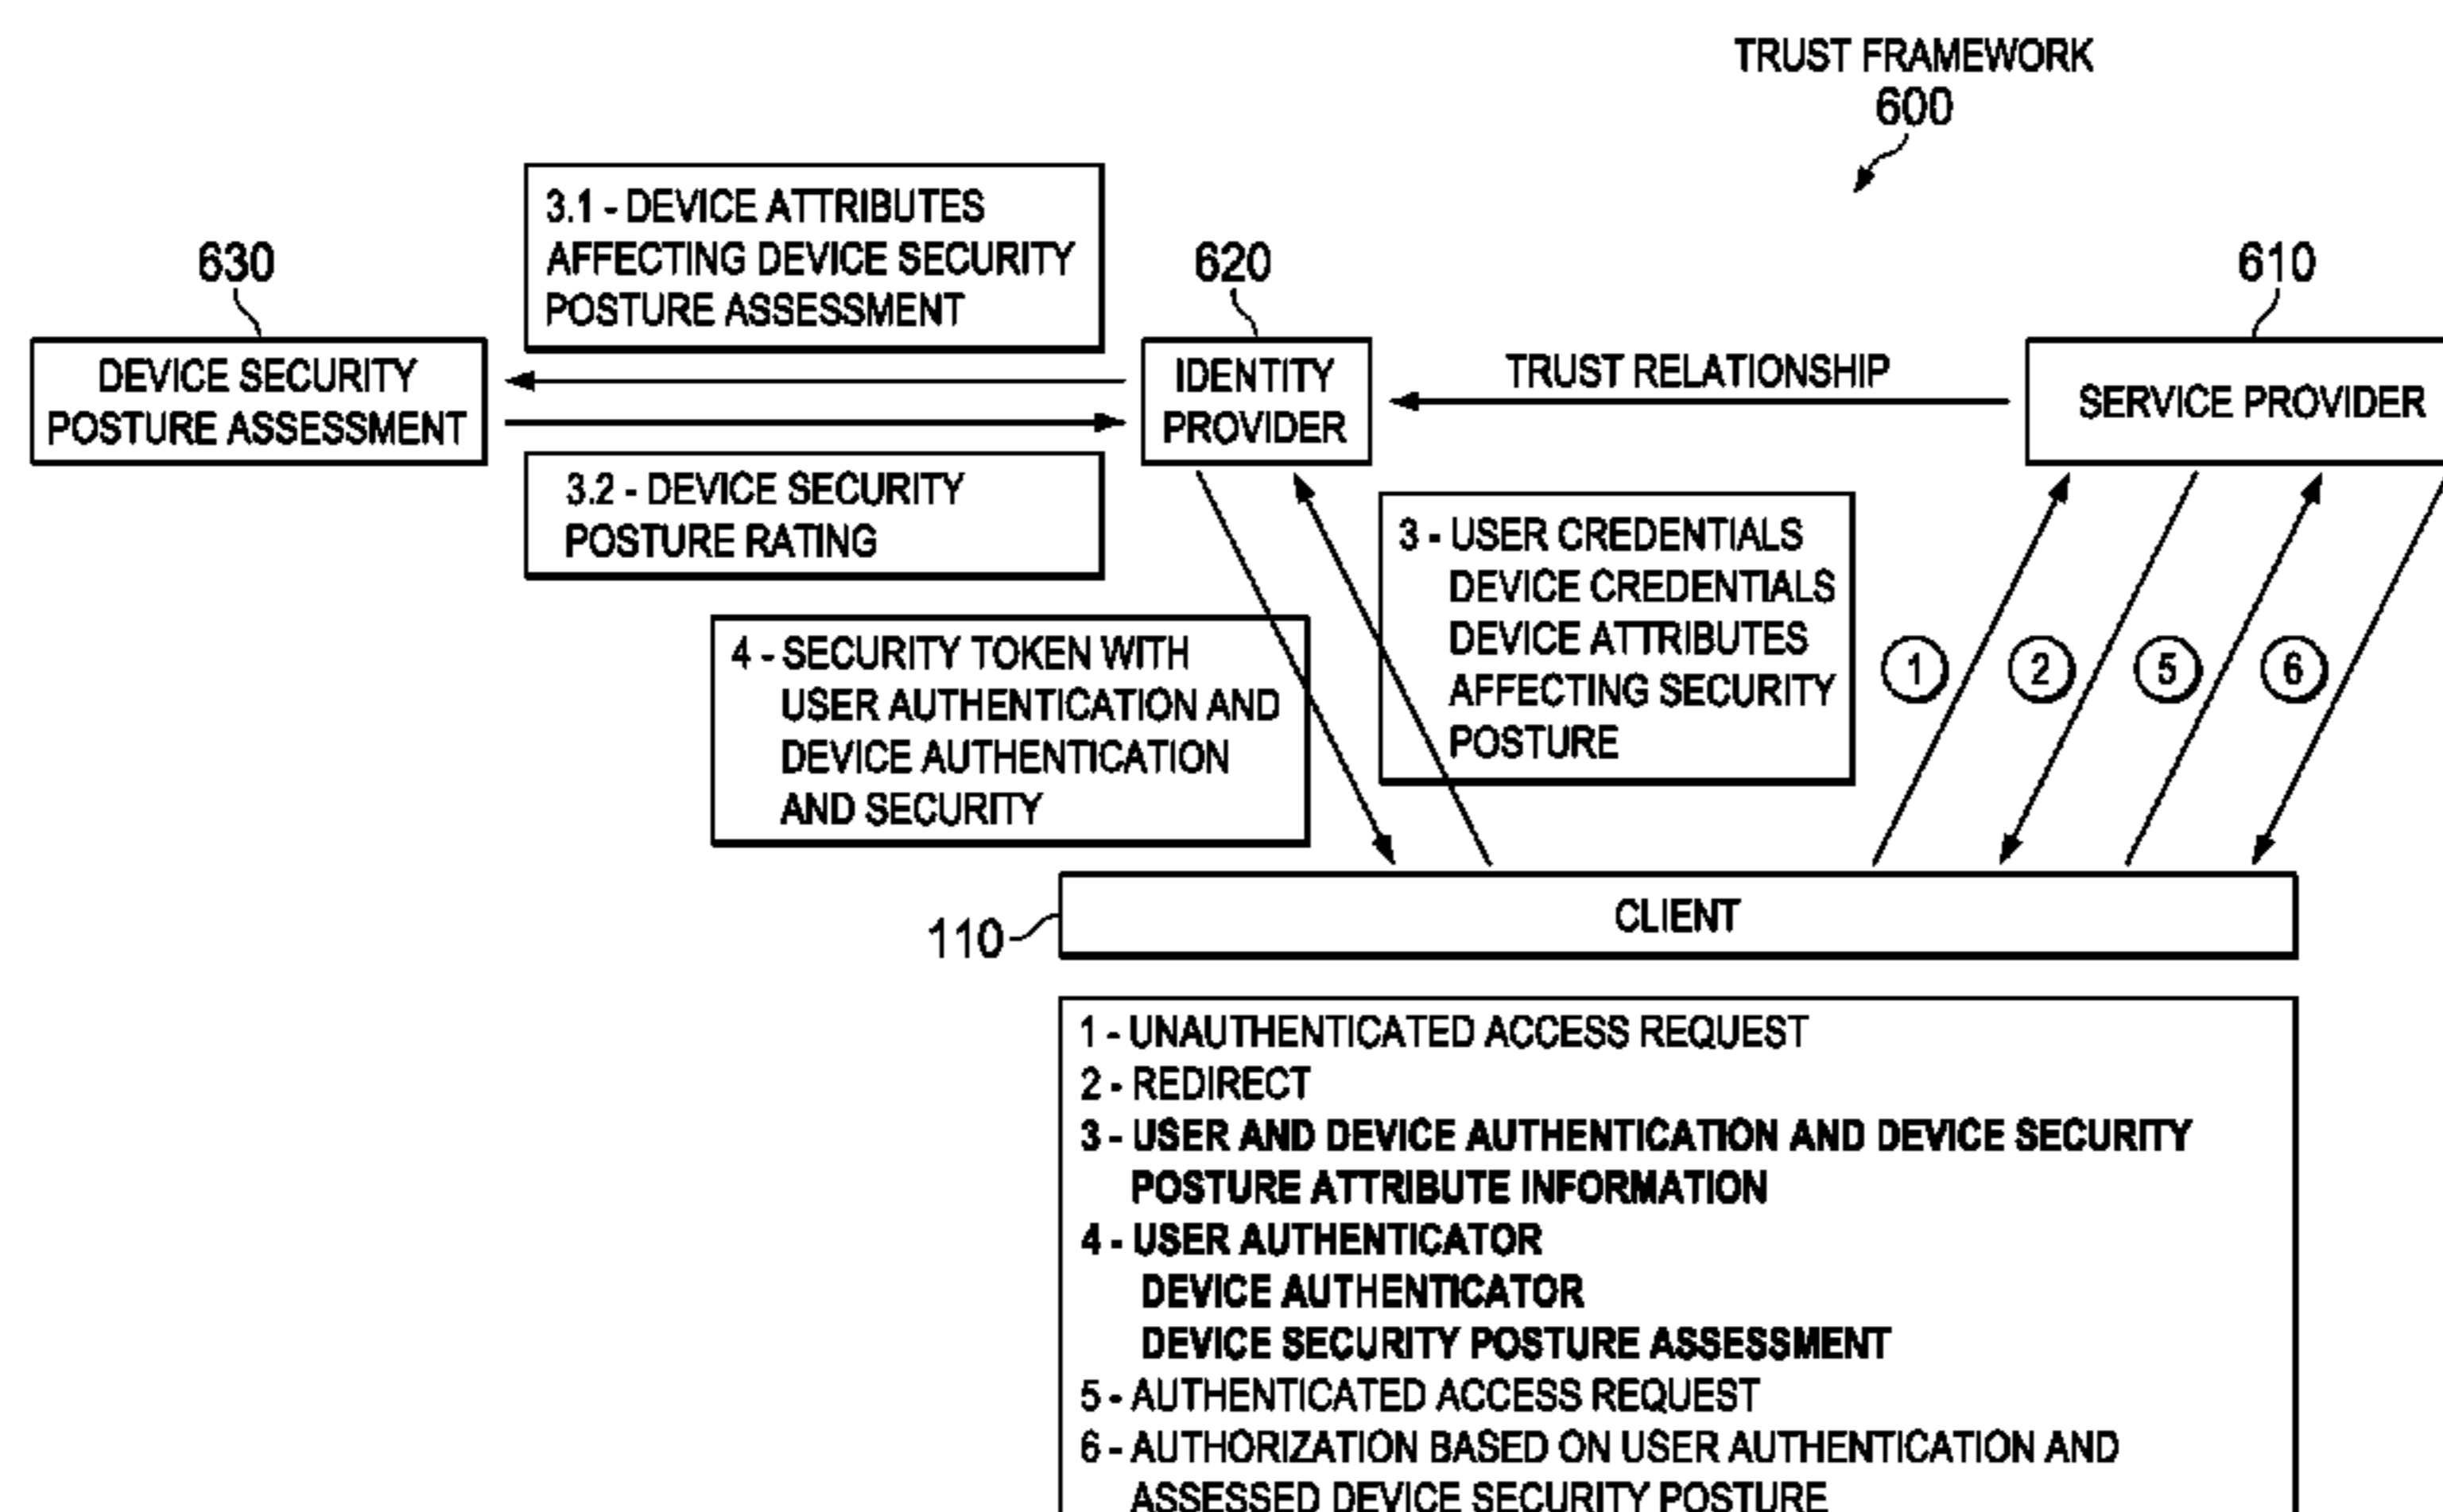 TRUST FRAMEWORK
600
3.1 - DEVICE ATTRIBUTES
AFFECTING DEVICE SECURITY
POSTURE ASSESSMENT
630
620
610
DEVICE SECURITY
POSTURE ASSESSMENT
IDENTITY
PROVIDER
TRUST RELATIONSHIP
SERVICE PROVIDER
3.2 - DEVICE SECURITY
POSTURE RATING
3 - USER CREDENTIALS
DEVICE CREDENTIALS
DEVICE ATTRIBUTES
AFFECTING SECURITY
POSTURE
4 - SECURITY TOKEN WITH
USER AUTHENTICATION AND
DEVICE AUTHENTICATION
AND SECURITY
1
2
5
6
110
CLIENT
1 - UNAUTHENTICATED ACCESS REQUEST
2 - REDIRECT
3 - USER AND DEVICE AUTHENTICATION AND DEVICE SECURITY
POSTURE ATTRIBUTE INFORMATION
4 - USER AUTHENTICATOR
DEVICE AUTHENTICATOR
DEVICE SECURITY POSTURE ASSESSMENT
5 - AUTHENTICATED ACCESS REQUEST
6 - AUTHORIZATION BASED ON USER AUTHENTICATION AND
ASSESSED DEVICE SECURITY POSTURE